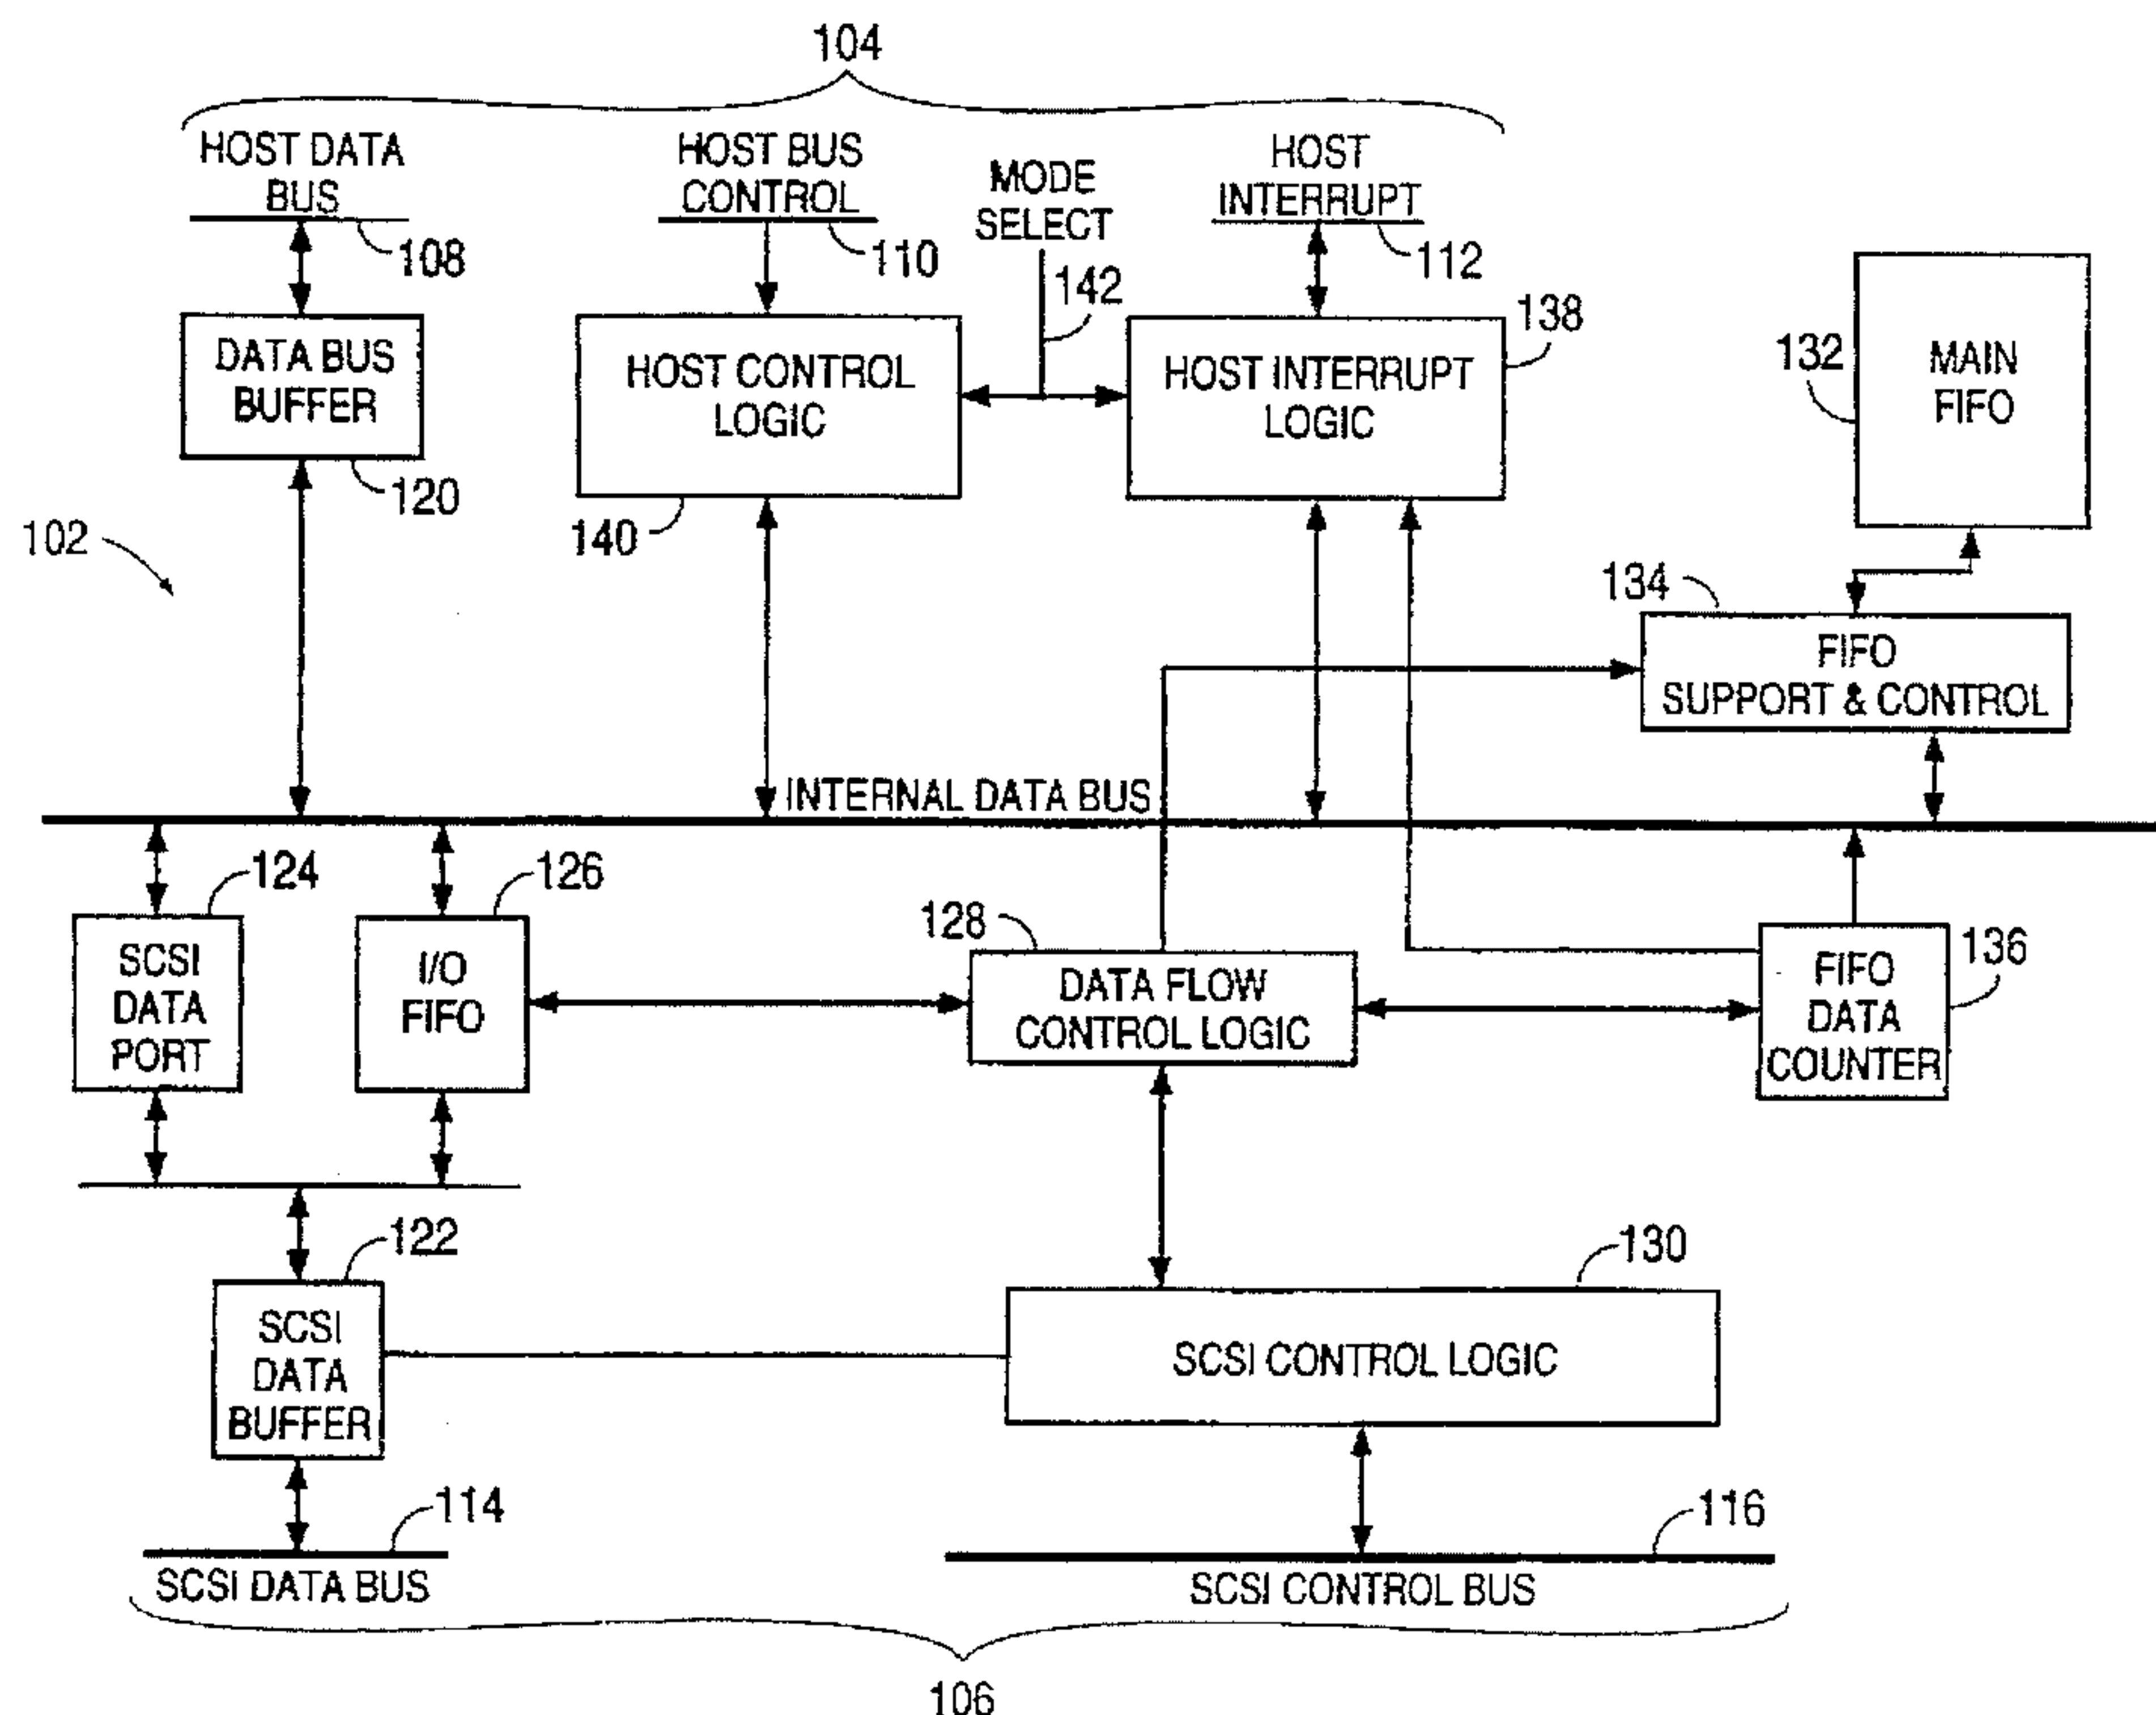 104
HOST DATA
BUS
108
HOST BUS
CONTROL
110
MODE
SELECT
142
HOST
INTERRUPT
112
DATA BUS
BUFFER
120
HOST CONTROL
LOGIC
140
HOST INTERRUPT
LOGIC
138
132
MAIN
FIFO
102
134
FIFO
SUPPORT & CONTROL
INTERNAL DATA BUS
124
SCSI
DATA
PORT
126
I/O
FIFO
128
DATA FLOW
CONTROL LOGIC
136
FIFO
DATA
COUNTER
122
SCSI
DATA
BUFFER
130
SCSI CONTROL LOGIC
114
SCSI DATA BUS
116
SCSI CONTROL BUS
106